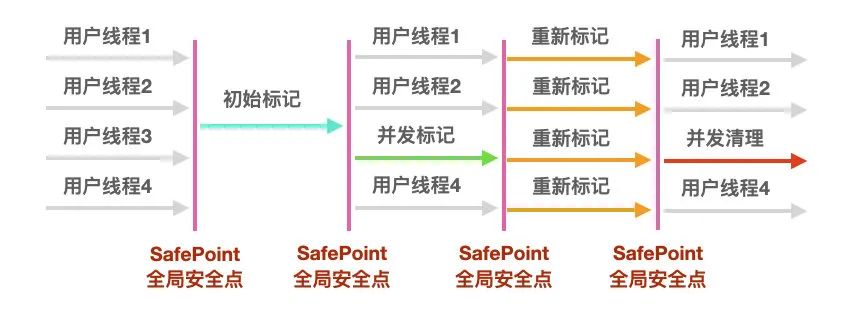 用户线程1
用户线程2
用户线程3
用户线程4
初始标记
用户线程1
用户线程2
并发标记
用户线程4
重新标记
重新标记
重新标记
重新标记
用户线程1
用户线程2
并发清理
用户线程4
SafePoint
全局安全点
SafePoint
全局安全点
SafePoint
全局安全点
SafePoint
全局安全点